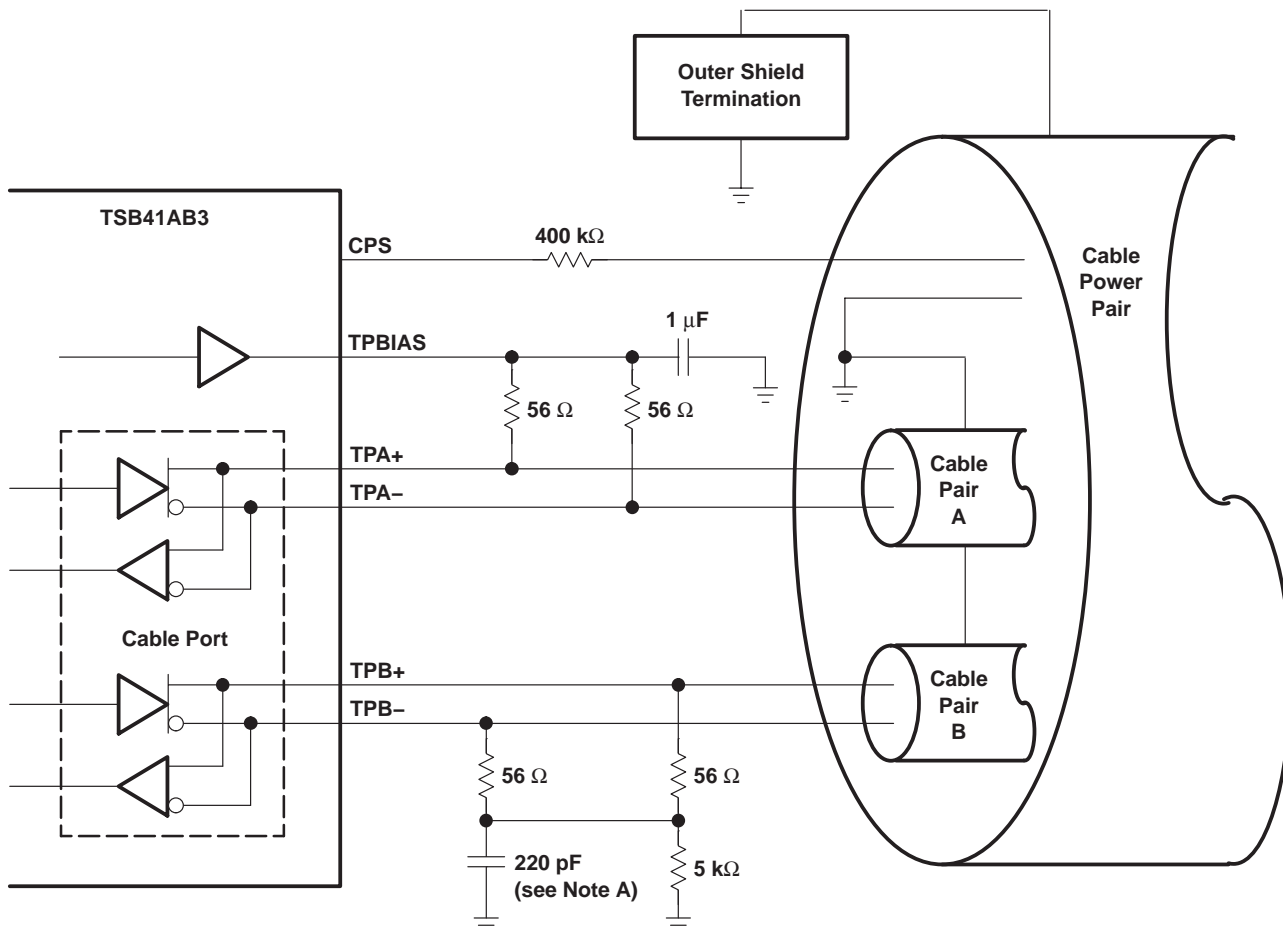 Outer Shield
Termination
TSB41AB3
CPS
400 kΩ
Cable
Power
Pair
1 μF
TPBIAS
56 Ω
56 Ω
TPA+
Cable
Pair
A
TPA–
Cable Port
TPB+
Cable
Pair
B
TPB–
56 Ω
56 Ω
220 pF
(see Note A)
5 kΩ